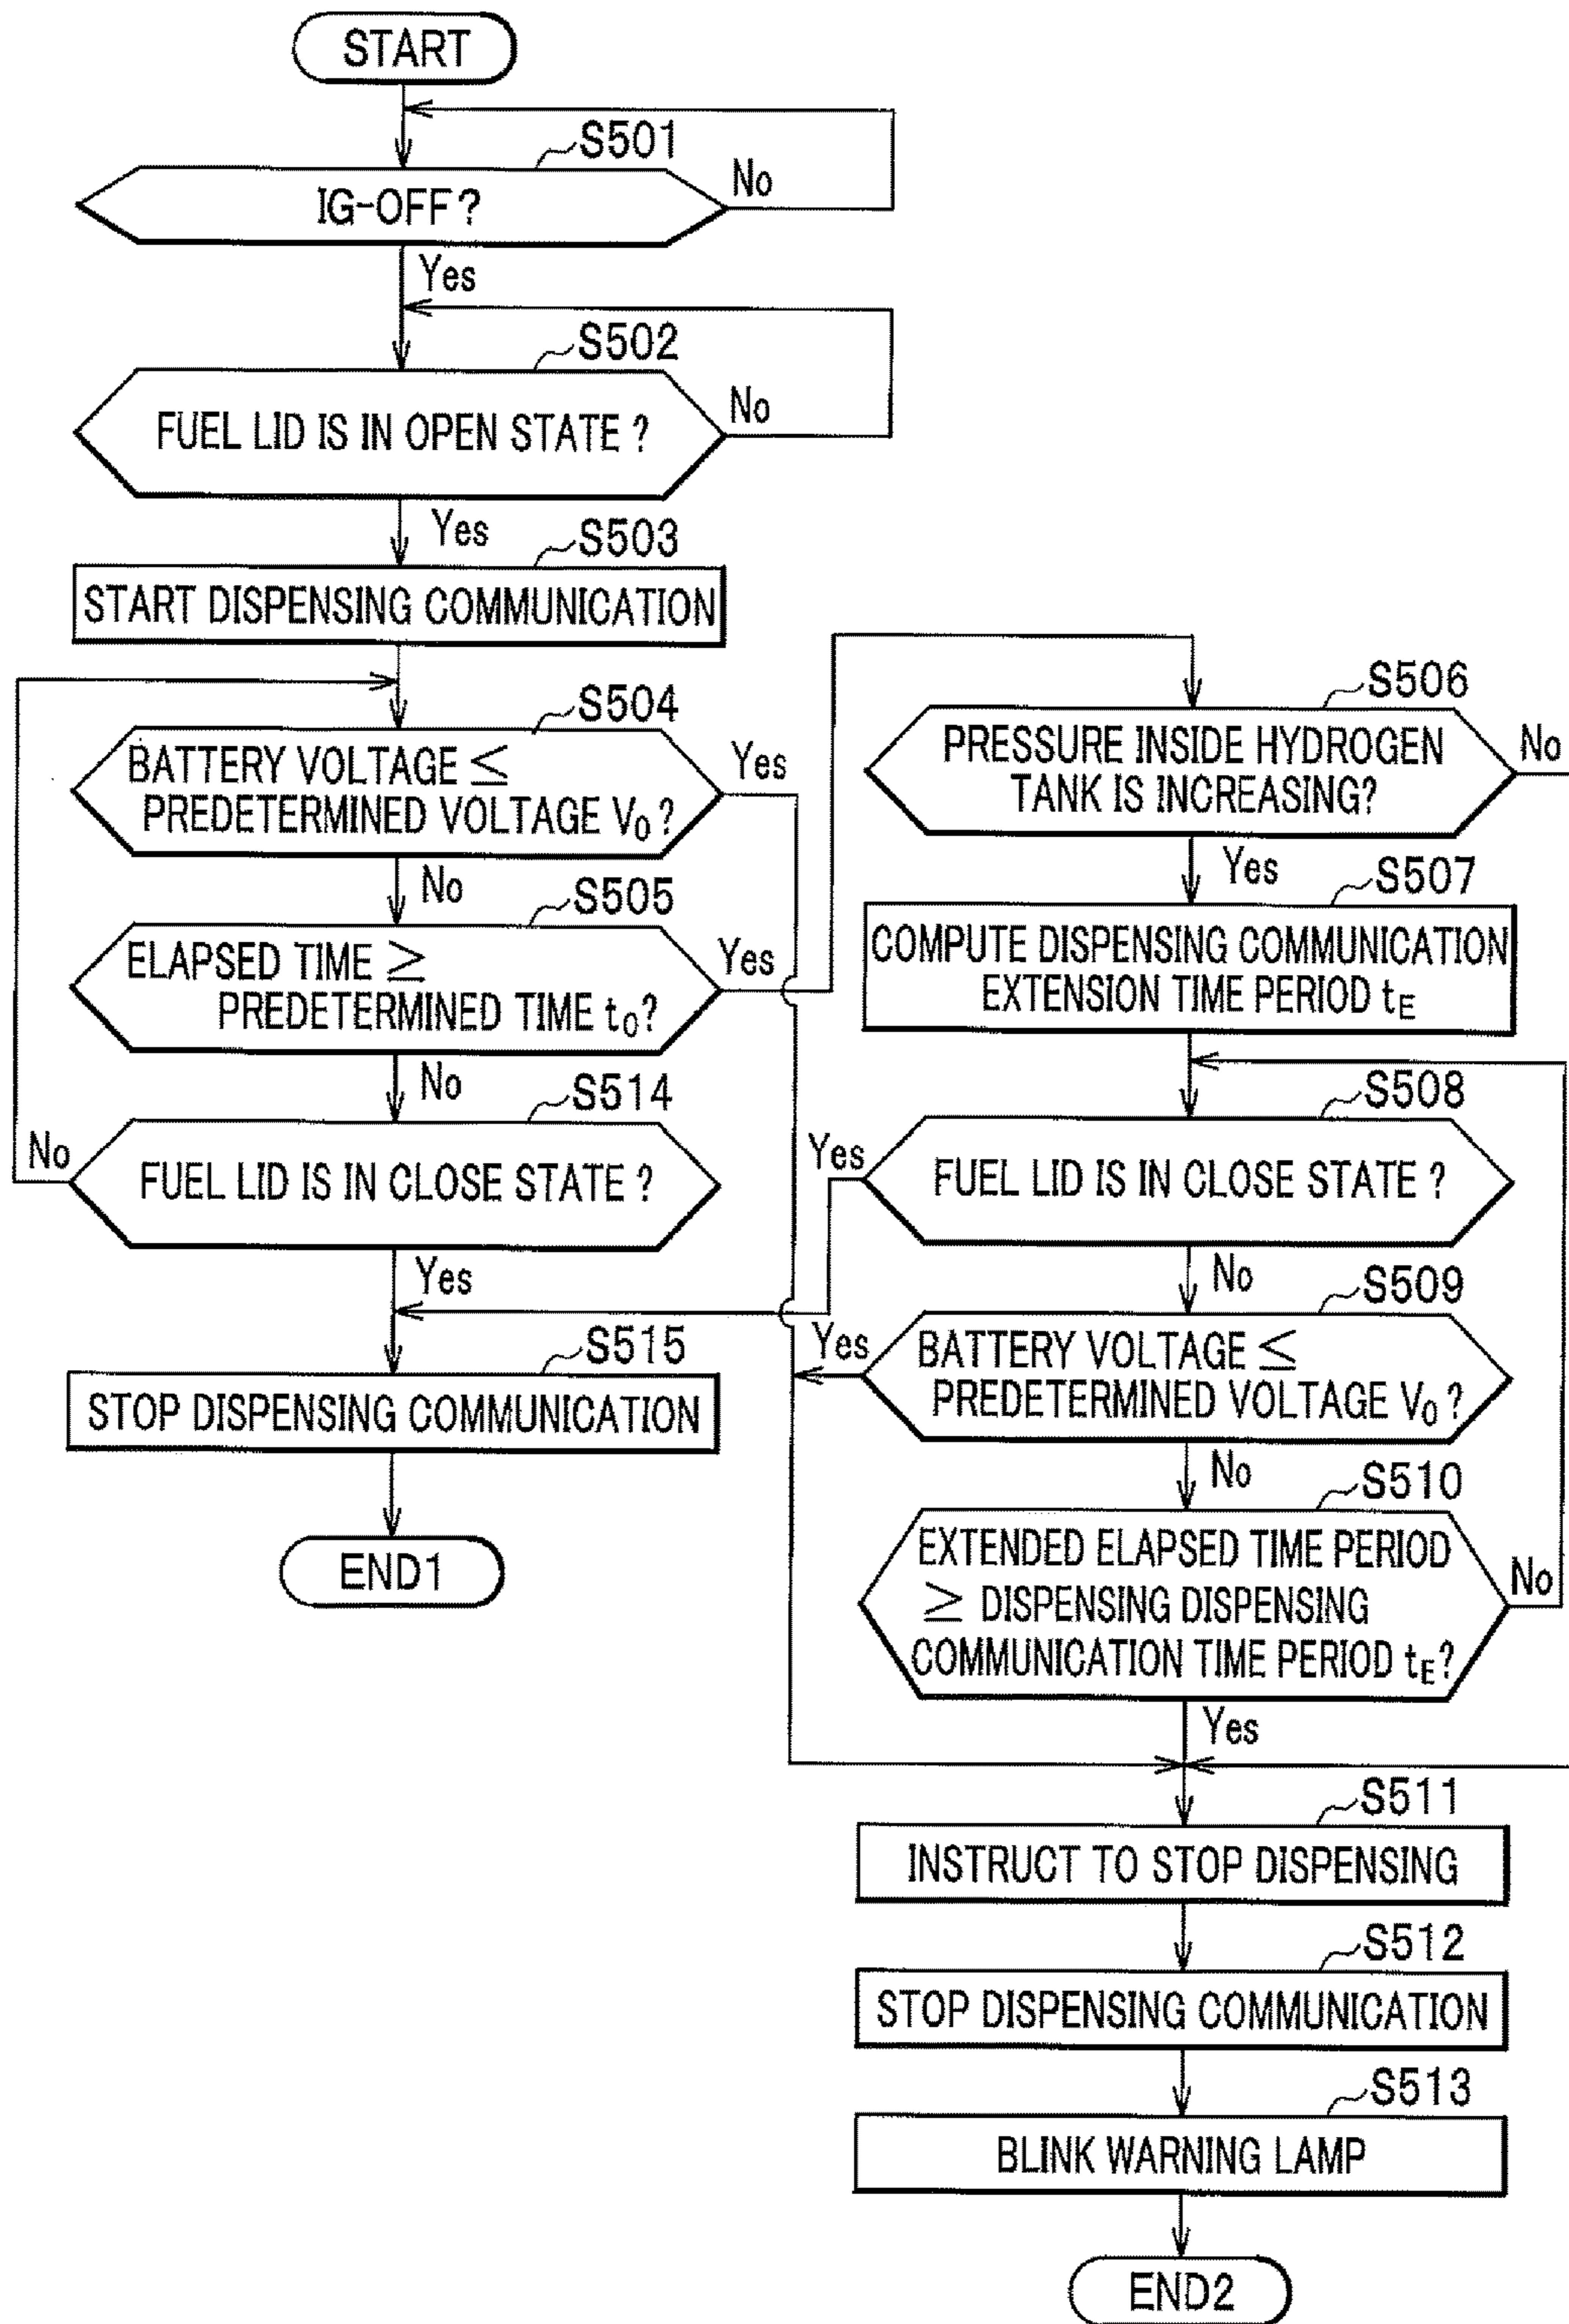 START
S501
IG-OFF?
No
Yes
S502
FUEL LID IS IN OPEN STATE ?
No
Yes
S503
START DISPENSING COMMUNICATION
S504
BATTERY VOLTAGE ≤
PREDETERMINED VOLTAGE V0 ?
Yes
No
S505
ELAPSED TIME ≥
PREDETERMINED TIME t0?
Yes
No
S514
FUEL LID IS IN CLOSE STATE ?
No
Yes
S515
STOP DISPENSING COMMUNICATION
END1
S506
PRESSURE INSIDE HYDROGEN
TANK IS INCREASING?
No
Yes
S507
COMPUTE DISPENSING COMMUNICATION
EXTENSION TIME PERIOD tE
S508
FUEL LID IS IN CLOSE STATE ?
Yes
No
S509
BATTERY VOLTAGE ≤
PREDETERMINED VOLTAGE V0 ?
Yes
No
S510
EXTENDED ELAPSED TIME PERIOD
≥ DISPENSING DISPENSING
COMMUNICATION TIME PERIOD tE?
No
Yes
S511
INSTRUCT TO STOP DISPENSING
S512
STOP DISPENSING COMMUNICATION
S513
BLINK WARNING LAMP
END2